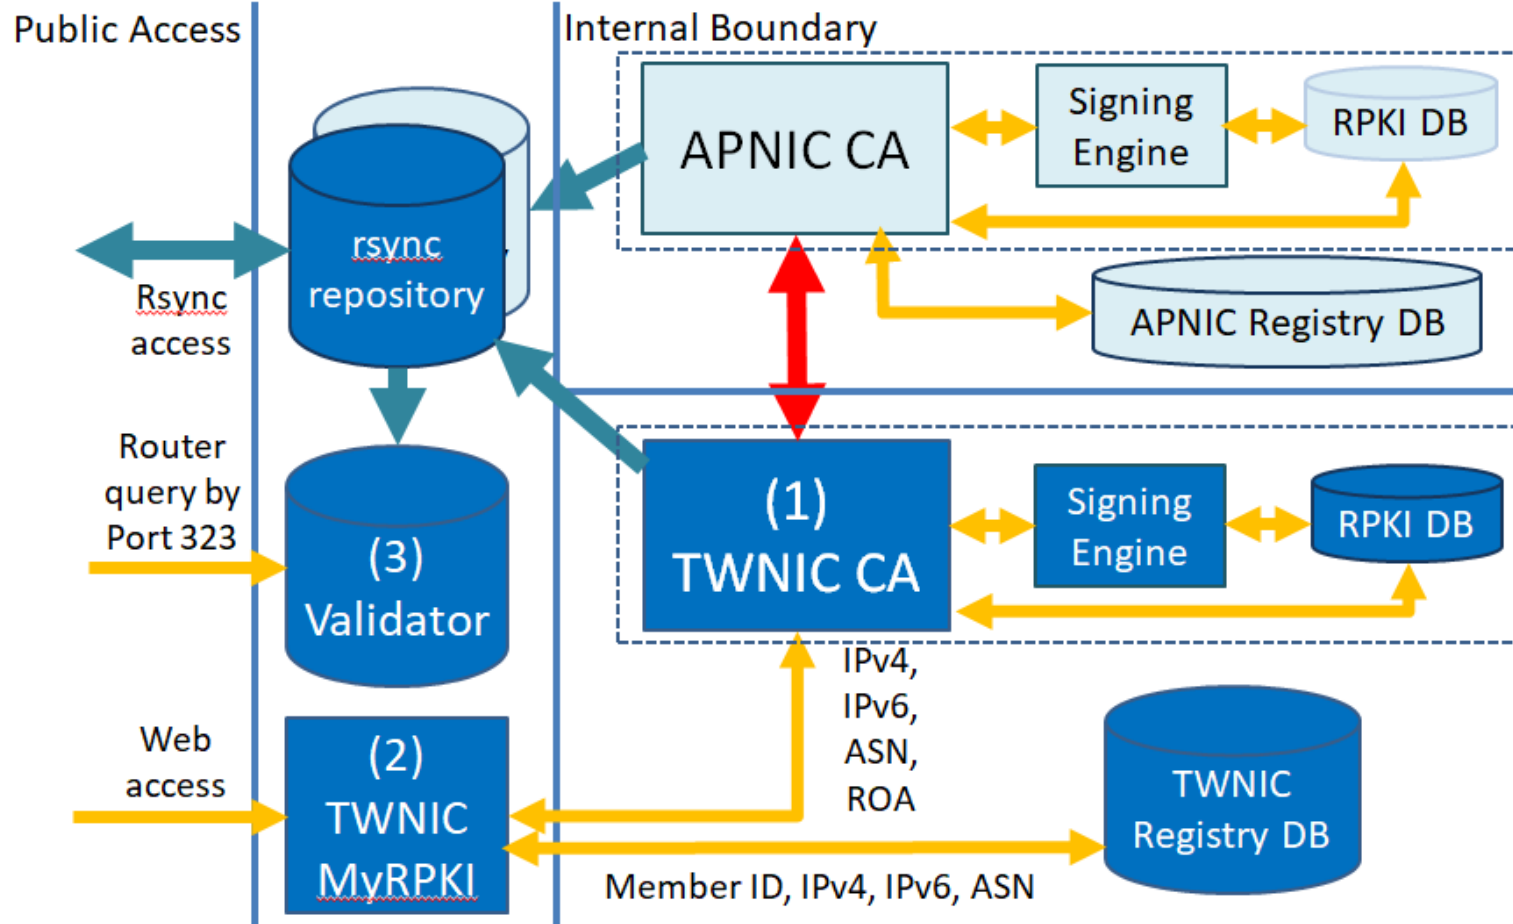 Public Access
Internal Boundary
APNIC CA
Signing
Engine
RPKI DB
rsync
repository
Rsync
access
APNIC Registry DB
Router
query by
Port 323
(3)
Validator
(1)
TWNIC CA
Signing
Engine
RPKI DB
IPv4,
IPv6,
ASN,
ROA
Web
access
(2)
TWNIC
MyRPKI
TWNIC
Registry DB
Member ID, IPv4, IPv6, ASN